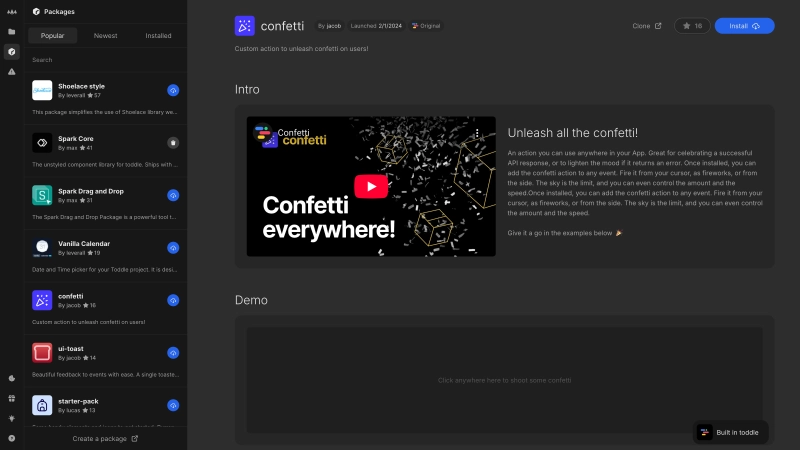 Packages
Popular
Newest
Installed
Search
Shoelace style
By leverall 57
This package simplifies the use of Shoelace library we...
Spark Core
By max 41
The unstyled component library for toddle. Ships with ...
Spark Drag and Drop
By max 31
The Spark Drag and Drop Package is a powerful tool t...
Vanilla Calendar
By leverall 19
Date and Time picker for your Toddle project. It is desi...
confetti
By jacob 16
Custom action to unleash confetti on users!
ui-toast
By jacob 14
Beautiful feedback to events with ease. A single toaste...
starter-pack
By lucas 13
Create a package
confetti
By jacob
Launched 2/1/2024
Original
Clone
16
Install
Custom action to unleash confetti on users!
Intro
Confetti
confetti
Confetti
everywhere!
Unleash all the confetti!
An action you can use anywhere in your App. Great for celebrating a successful
API response, or to lighten the mood if it returns an error. Once installed, you can
add the confetti action to any event. Fire it from your cursor, as fireworks, or from
the side. The sky is the limit, and you can even control the amount and the
speed.Once installed, you can add the confetti action to any event. Fire it from your
cursor, as fireworks, or from the side. The sky is the limit, and you can even control
the amount and the speed.
Give it a go in the examples below 🎉
Demo
Click anywhere here to shoot some confetti
Built in toddle